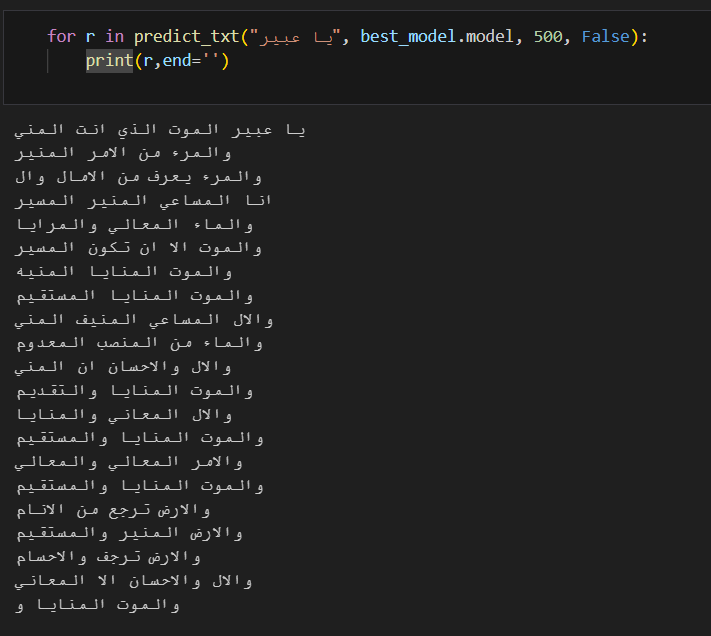 for r in predict_txt("يا عبير", best_model.model, 500, False):
print(r,end='')
يا عبير الموت الذي انت المني
والمرء من الامر المنير
والمرء يعرف من الامال وال
انا المساعي المنير المسير
والماء المعالي والمرايا
والموت الا ان تكون المسير
والموت المنايا المنيه
والموت المنايا المستقيم
والال المساعي المنيف المني
والماء من المنصب المعدوم
والال والاحسان ان المني
والموت المنايا والتقديم
والال المعاني والمنايا
والموت المنايا والمستقيم
والامر المعالي والمعالي
والموت المنايا والمستقيم
والارض ترجع من الانام
والارض المنير والمستقيم
والارض ترجف والاحسام
والال والاحسان الا المعاني
والموت المنايا و